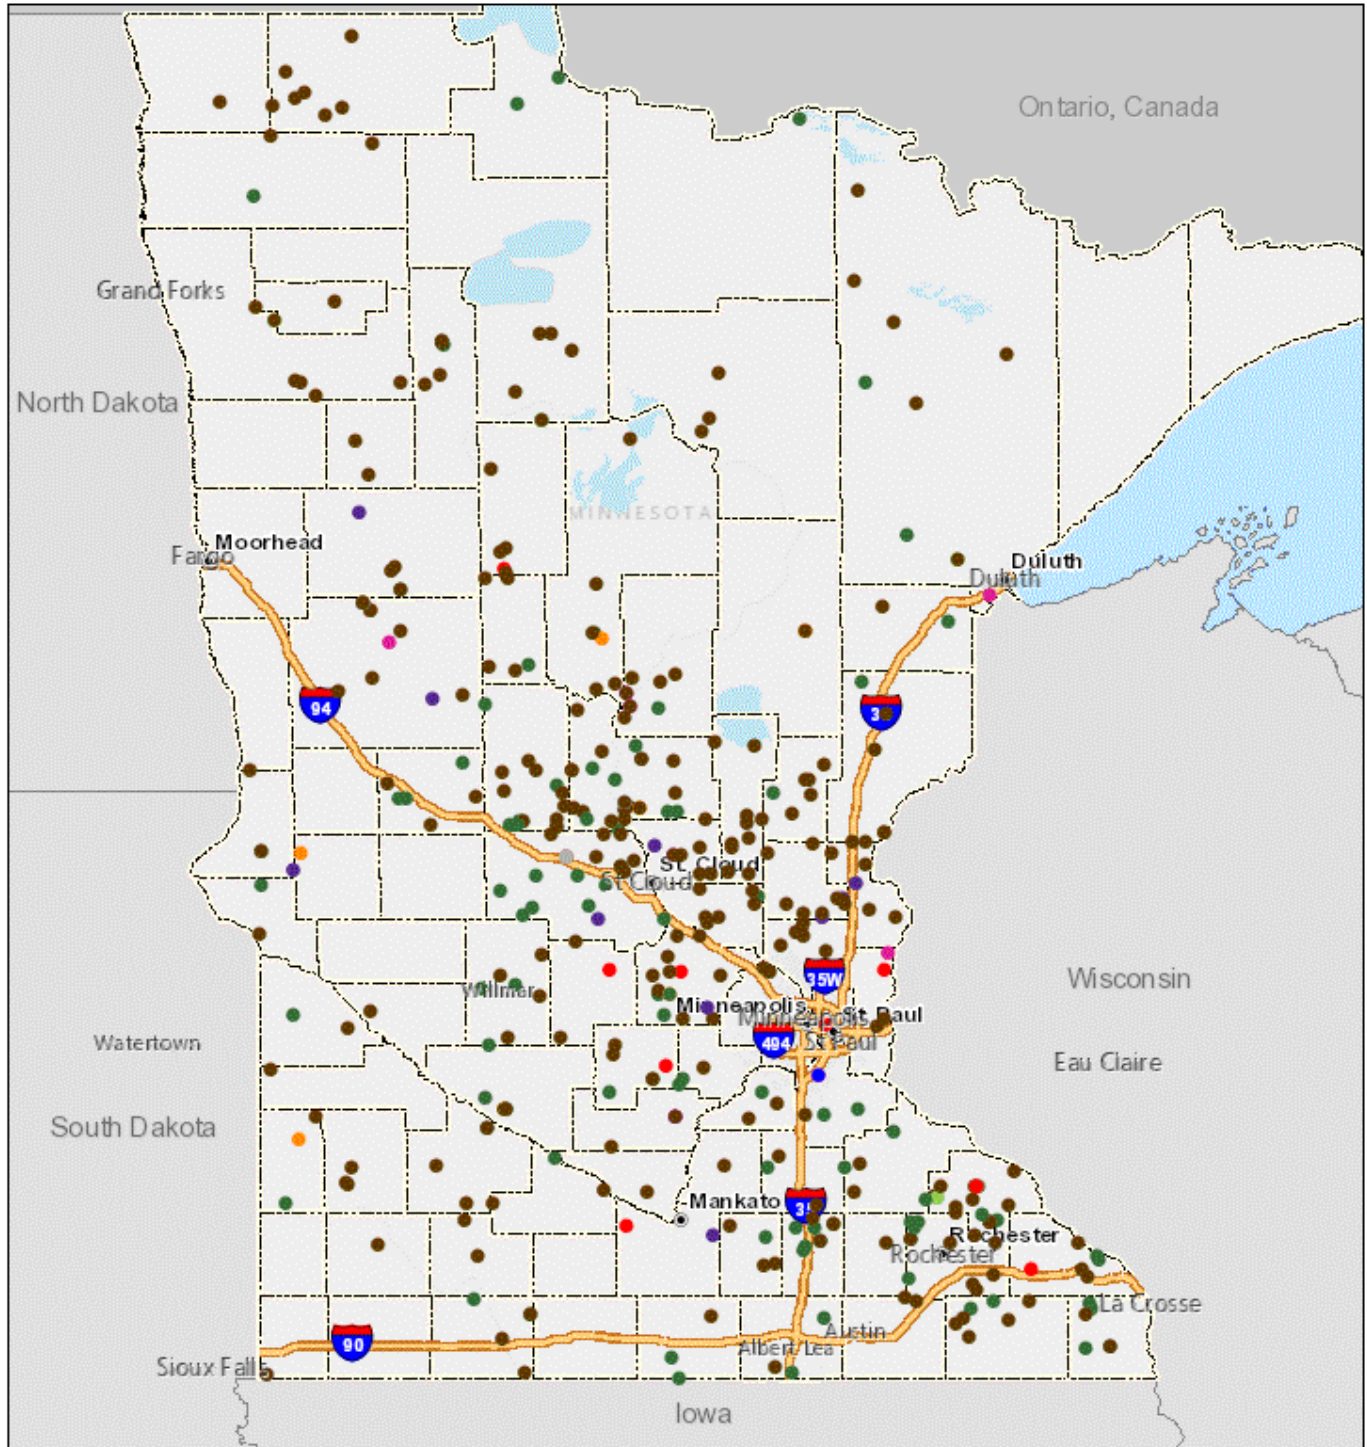 Ontario, Canada
Grand Forks
North Dakota
MINNESOTA
Moorhead
Fargo
Duluth
Duluth
94
St. Cloud
St Cloud
35W
Wisconsin
Willmar
Minneapolis
Minneapolis
St. Paul
St Paul
494
Watertown
Eau Claire
South Dakota
Mankato
35
Rochester
Rochester
La Crosse
Austin
Albert Lea
90
Sioux Falls
Iowa